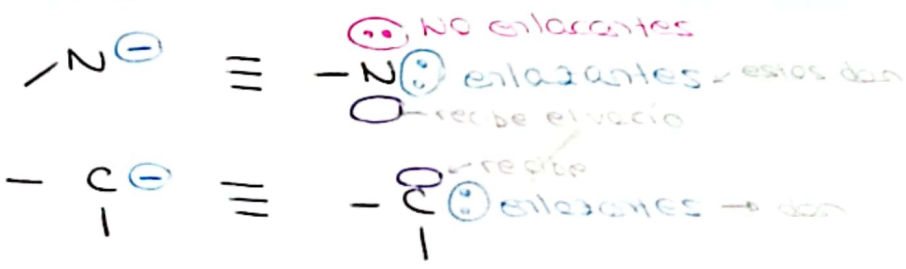 NO enlazantes
N − ≡ − N : enlazantes - estos dan
recibe el vacío
recibe
− C − ≡ − C : enlazantes → dan